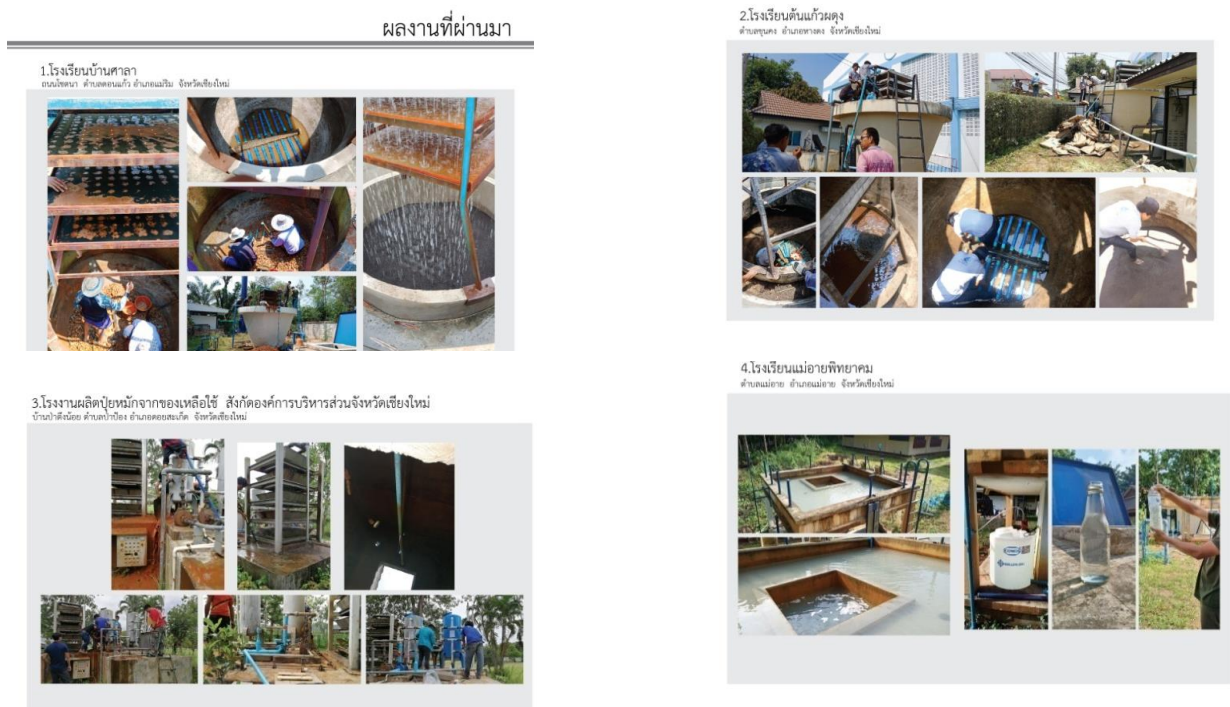 ผลงานที่ผ่านมา
1.โรงเรียนบ้านศาลา
ถนนโชตนา ตำบลดอนแก้ว อำเภอแม่ริม จังหวัดเชียงใหม่
2.โรงเรียนต้นแก้วผดุง
ตำบลขุนคง อำเภอหางดง จังหวัดเชียงใหม่
3.โรงงานผลิตปุ๋ยหมักจากของเหลือใช้ สังกัดองค์การบริหารส่วนจังหวัดเชียงใหม่
บ้านป่าตึงน้อย ตำบลป่าป้อง อำเภอดอยสะเก็ด จังหวัดเชียงใหม่
4.โรงเรียนแม่อายพิทยาคม
ตำบลแม่อาย อำเภอแม่อาย จังหวัดเชียงใหม่